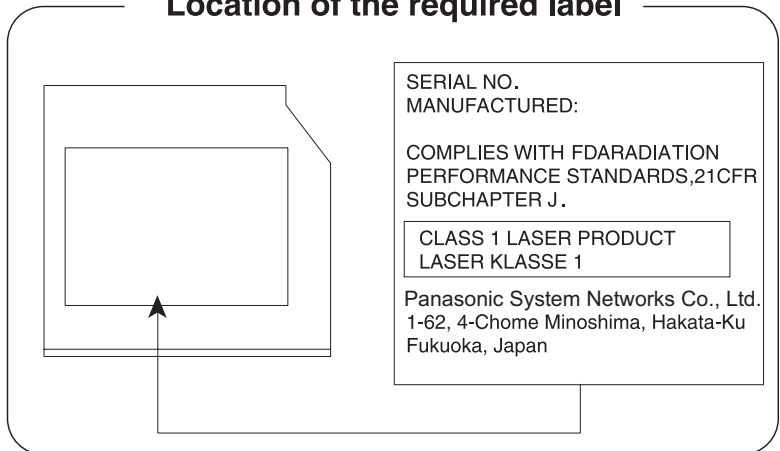 Location of the required label
SERIAL NO.
MANUFACTURED:
COMPLIES WITH FDARADIATION
PERFORMANCE STANDARDS,21CFR
SUBCHAPTER J.
CLASS 1 LASER PRODUCT
LASER KLASSE 1
Panasonic System Networks Co., Ltd.
1-62, 4-Chome Minoshima, Hakata-Ku
Fukuoka, Japan